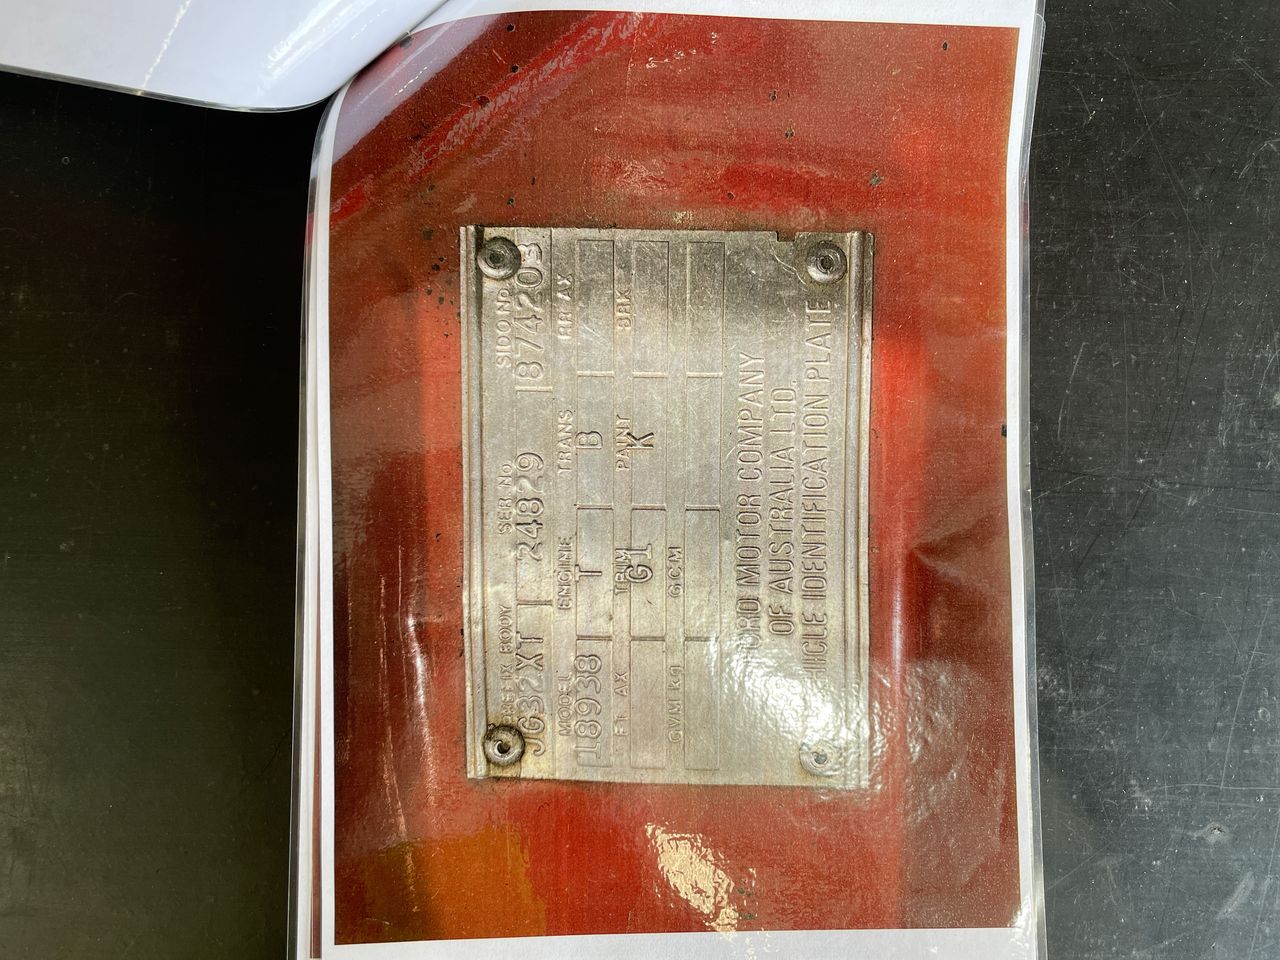 PREFIX BODY SER NO SIDO NO
JG32XT 24829 1874203
MODEL ENGINE TRANS RR AX
18938 T B
FT AX TRIM PAINT BRK
G1 K
GVM kg GCM
FORD MOTOR COMPANY
OF AUSTRALIA LTD.
VEHICLE IDENTIFICATION PLATE